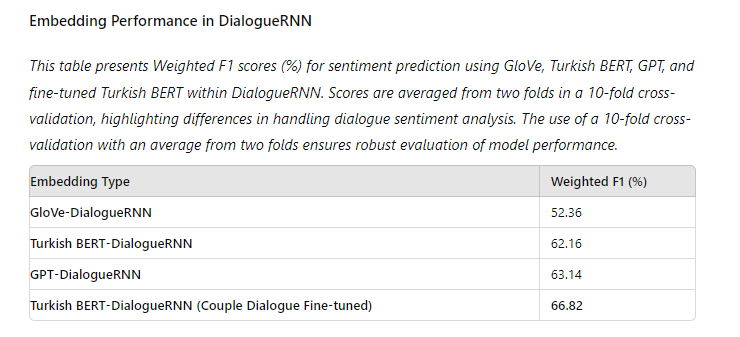 Embedding Performance in DialogueRNN
This table presents Weighted F1 scores (%) for sentiment prediction using GloVe, Turkish BERT, GPT, and
fine-tuned Turkish BERT within DialogueRNN. Scores are averaged from two folds in a 10-fold cross-
validation, highlighting differences in handling dialogue sentiment analysis. The use of a 10-fold cross-
validation with an average from two folds ensures robust evaluation of model performance.
Embedding Type Weighted F1 (%)
GloVe-DialogueRNN 52.36
Turkish BERT-DialogueRNN 62.16
GPT-DialogueRNN 63.14
Turkish BERT-DialogueRNN (Couple Dialogue Fine-tuned) 66.82